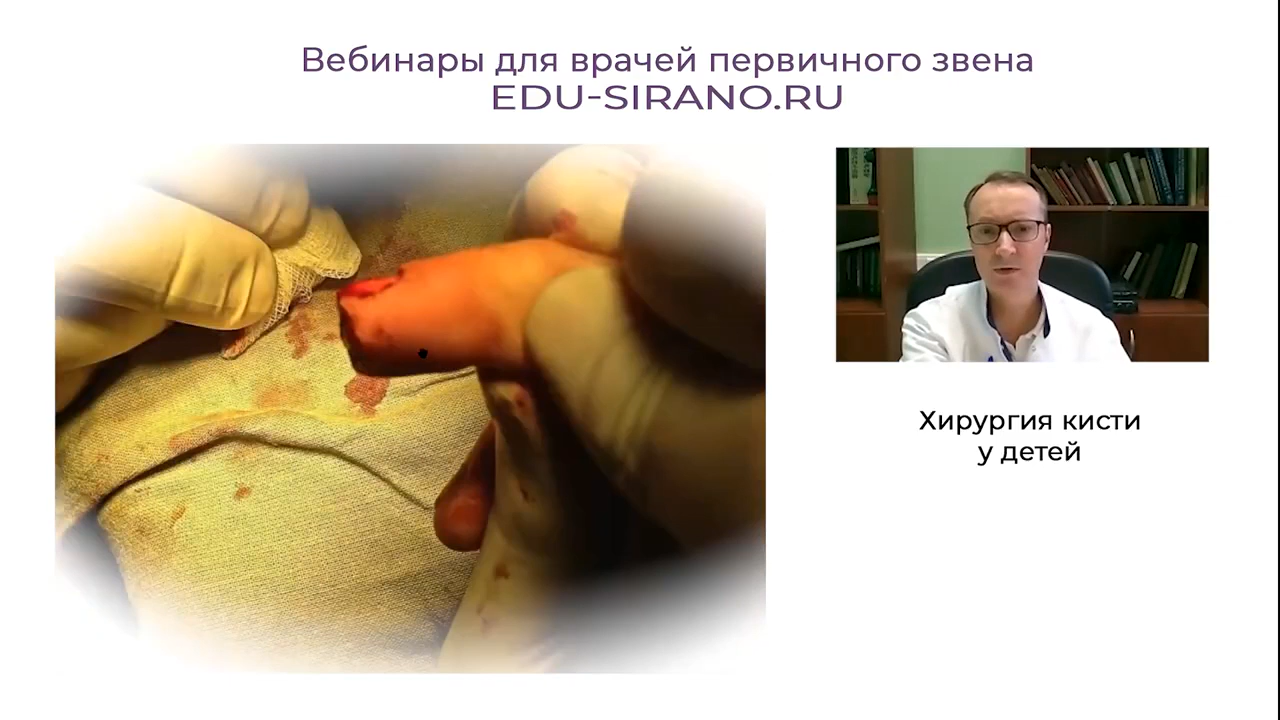 Вебинары для врачей первичного звена
EDU-SIRANO.RU
Хирургия кисти
у детей